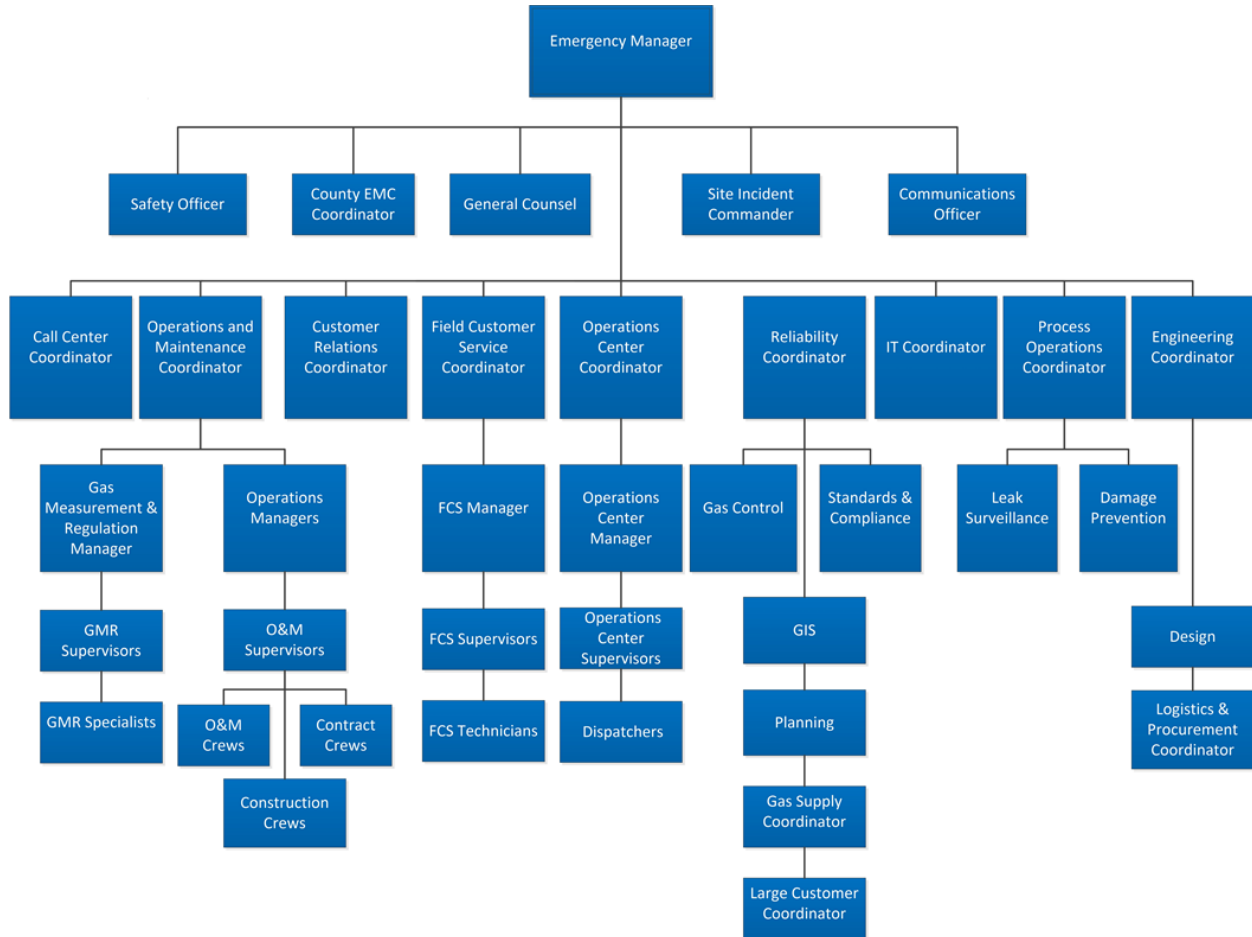 Emergency Manager
Safety Officer
County EMC
Coordinator
General Counsel
Site Incident
Commander
Communications
Officer
Call Center
Coordinator
Operations and
Maintenance
Coordinator
Customer
Relations
Coordinator
Field Customer
Service
Coordinator
Operations
Center
Coordinator
Reliability
Coordinator
IT Coordinator
Process
Operations
Coordinator
Engineering
Coordinator
Gas
Measurement &
Regulation
Manager
Operations
Managers
FCS Manager
Operations
Center
Manager
Gas Control
Standards &
Compliance
Leak
Surveillance
Damage
Prevention
GMR
Supervisors
O&M
Supervisors
FCS Supervisors
Operations
Center
Supervisors
GIS
Design
GMR Specialists
O&M
Crews
Contract
Crews
FCS Technicians
Dispatchers
Planning
Logistics &
Procurement
Coordinator
Construction
Crews
Gas Supply
Coordinator
Large Customer
Coordinator